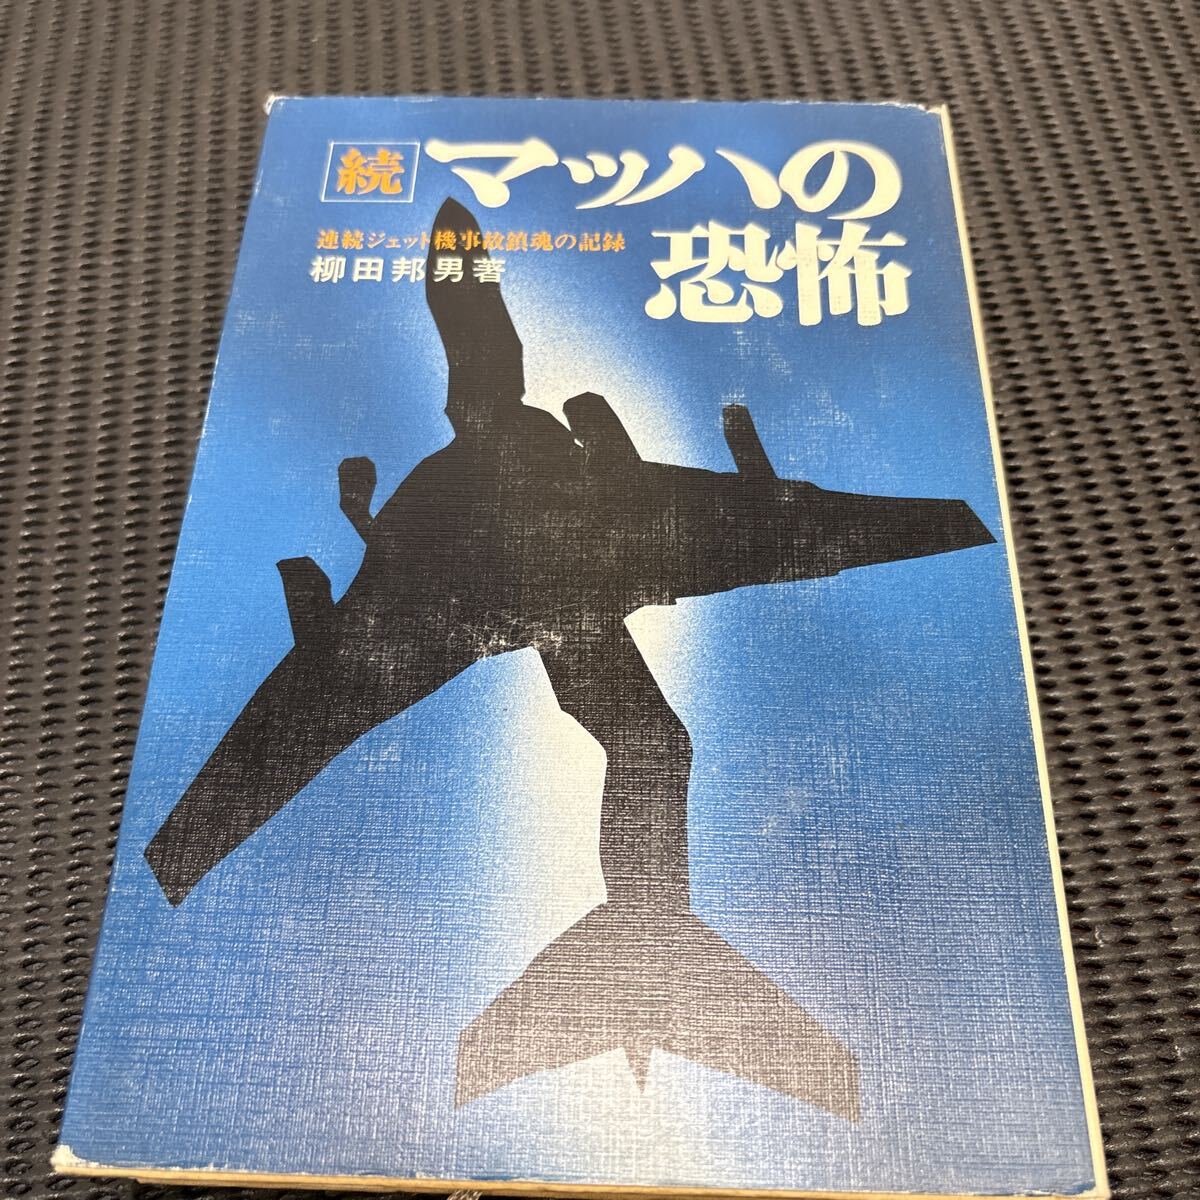 続 マッハの
恐怖
連続ジェット機事故鎮魂の記録
柳田邦男著